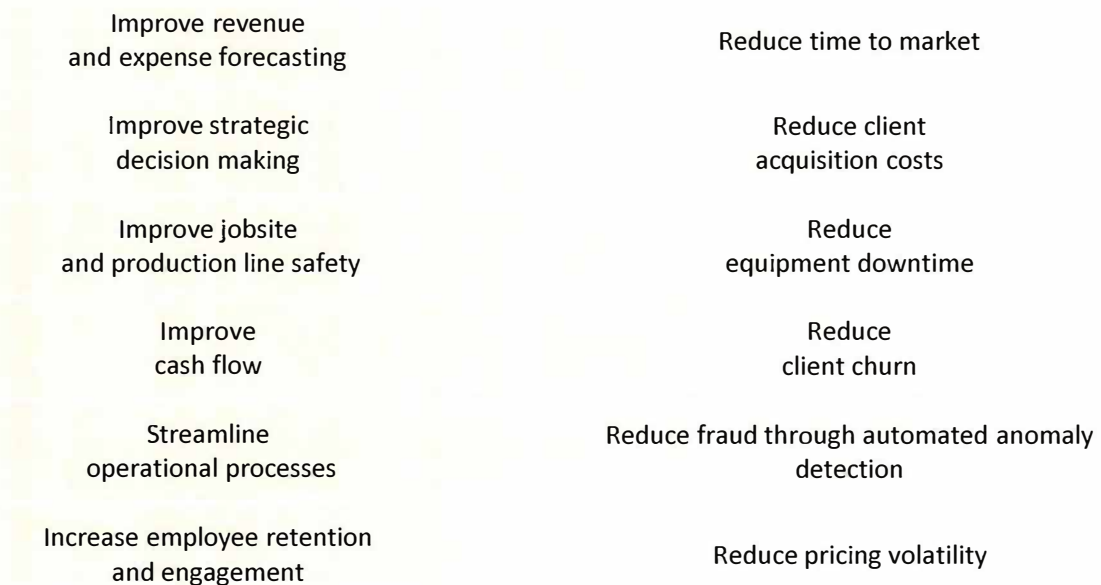 Improve revenue
and expense forecasting
Improve strategic
decision making
Improve jobsite
and production line safety
Improve
cash flow
Streamline
operational processes
Increase employee retention
and engagement
Reduce time to market
Reduce client
acquisition costs
Reduce
equipment downtime
Reduce
client churn
Reduce fraud through automated anomaly
detection
Reduce pricing volatility